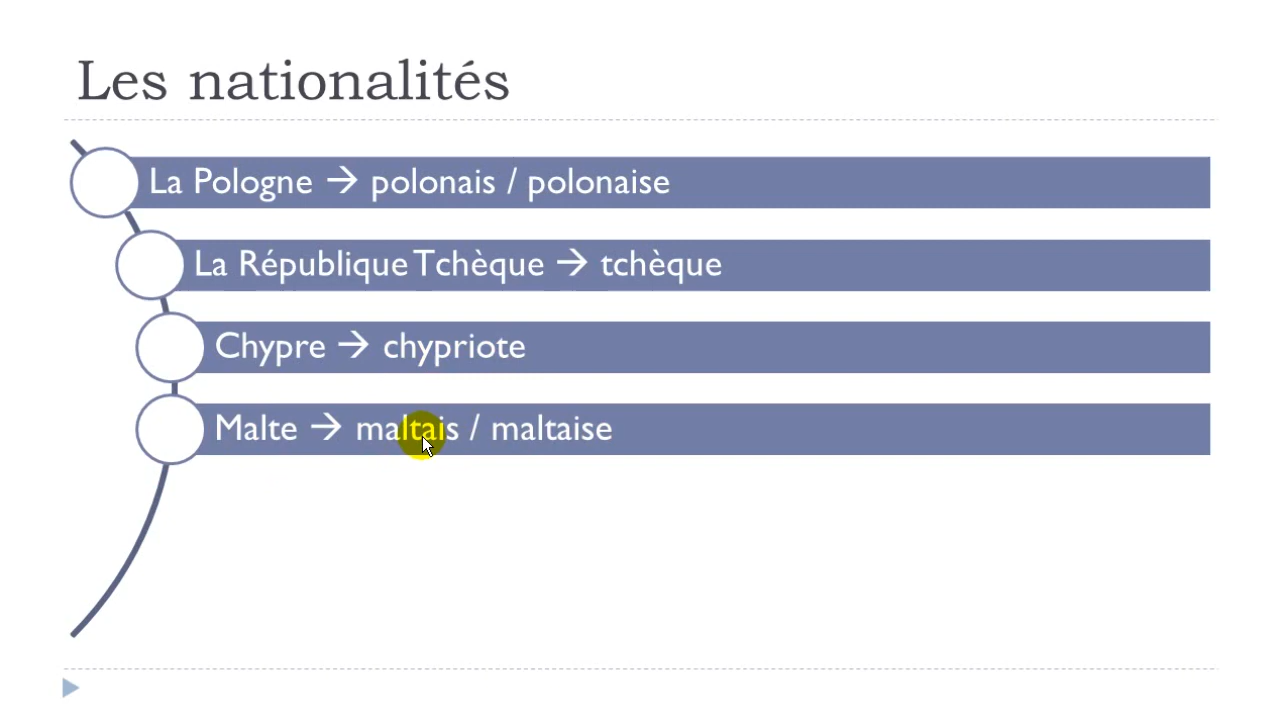 Les nationalités
La Pologne → polonais / polonaise
La République Tchèque → tchèque
Chypre → chypriote
Malte → maltais / maltaise